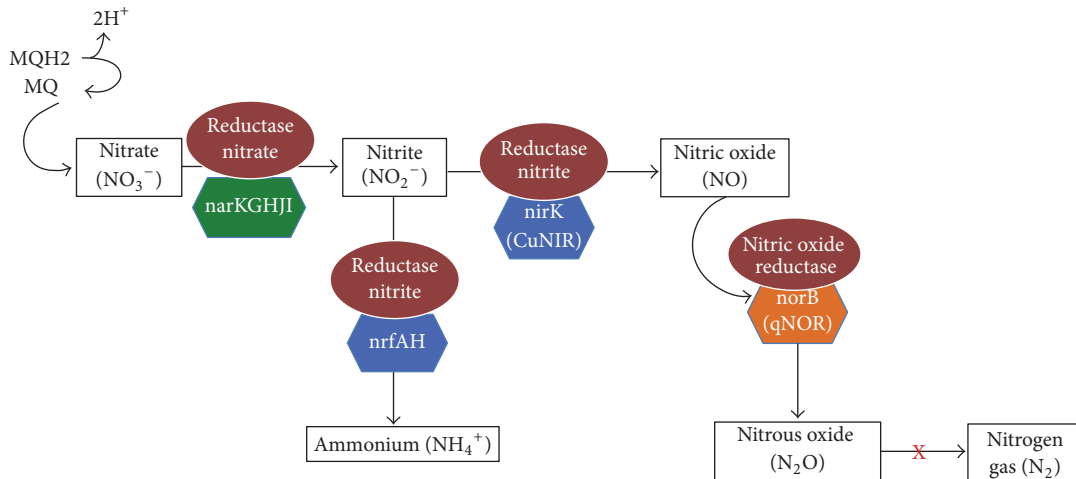 2H⁺
MQH2
MQ
Nitrate
(NO₃⁻)
Reductase
nitrate
narKGHJI
Nitrite
(NO₂⁻)
Reductase
nitrite
nirK
(CuNIR)
Nitric oxide
(NO)
Reductase
nitrite
nrfAH
Ammonium (NH₄⁺)
Nitric oxide
reductase
norB
(qNOR)
Nitrous oxide
(N₂O)
X
Nitrogen
gas (N₂)